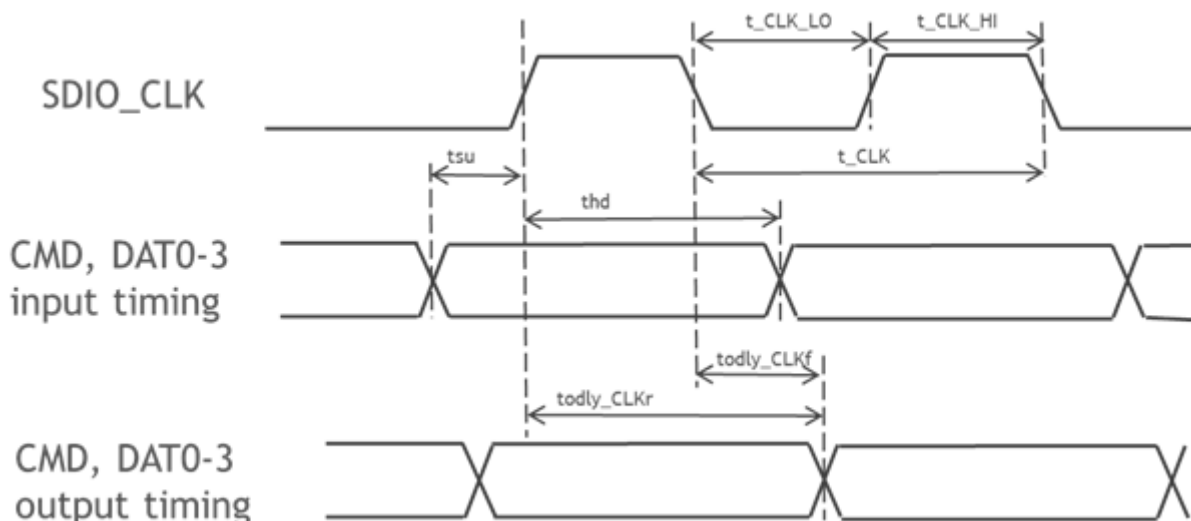 t_CLK_LO
t_CLK_HI
SDIO_CLK
tsu
t_CLK
thd
CMD, DAT0-3
input timing
todly_CLKf
todly_CLKr
CMD, DAT0-3
output timing